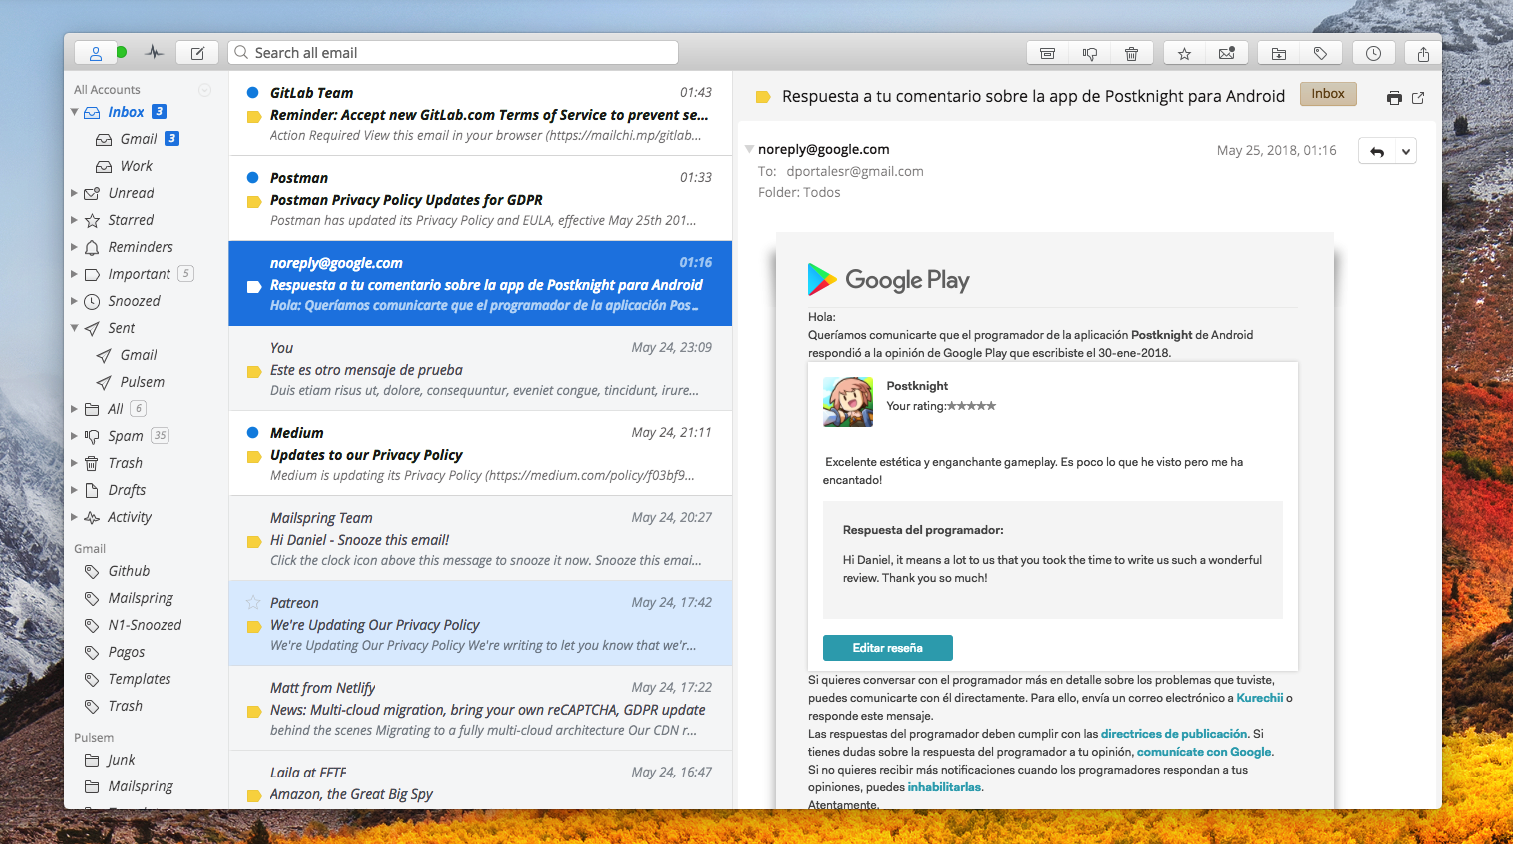 Search all email
All Accounts
Inbox 3
Gmail 3
Work
Unread
Starred
Reminders
Important 5
Snoozed
Sent
Gmail
Pulsem
All 6
Spam 35
Trash
Drafts
Activity
Gmail
Github
Mailspring
N1-Snoozed
Pagos
Templates
Trash
Pulsem
Junk
Mailspring
GitLab Team 01:43
Reminder: Accept new GitLab.com Terms of Service to prevent se...
Action Required View this email in your browser (https://mailchi.mp/gitlab...
Postman 01:33
Postman Privacy Policy Updates for GDPR
Postman has updated its Privacy Policy and EULA, effective May 25th 201...
noreply@google.com 01:16
Respuesta a tu comentario sobre la app de Postknight para Android
Hola: Queríamos comunicarte que el programador de la aplicación Pos...
You May 24, 23:09
Este es otro mensaje de prueba
Duis etiam risus ut, dolore, consequuntur, eveniet congue, tincidunt, irure...
Medium May 24, 21:11
Updates to our Privacy Policy
Medium is updating its Privacy Policy (https://medium.com/policy/f03bf9...
Mailspring Team May 24, 20:27
Hi Daniel - Snooze this email!
Click the clock icon above this message to snooze it now. Snooze this emai...
Patreon May 24, 17:42
We're Updating Our Privacy Policy
We're Updating Our Privacy Policy We're writing to let you know that we'r...
Matt from Netlify May 24, 17:22
News: Multi-cloud migration, bring your own reCAPTCHA, GDPR update
behind the scenes Migrating to a fully multi-cloud architecture Our CDN r...
Laila at EFTF May 24, 16:47
Amazon, the Great Big Spy
Respuesta a tu comentario sobre la app de Postknight para Android Inbox
noreply@google.com May 25, 2018, 01:16
To: dportalesr@gmail.com
Folder: Todos
Google Play
Hola:
Queríamos comunicarte que el programador de la aplicación Postknight de Android
respondió a la opinión de Google Play que escribiste el 30-ene-2018.
Postknight
Your rating:★★★★★
Excelente estética y enganchante gameplay. Es poco lo que he visto pero me ha
encantado!
Respuesta del programador:
Hi Daniel, it means a lot to us that you took the time to write us such a wonderful
review. Thank you so much!
Editar reseña
Si quieres conversar con el programador más en detalle sobre los problemas que tuviste,
puedes comunicarte con él directamente. Para ello, envía un correo electrónico a Kurechii o
responde este mensaje.
Las respuestas del programador deben cumplir con las directrices de publicación. Si
tienes dudas sobre la respuesta del programador a tu opinión, comunícate con Google.
Si no quieres recibir más notificaciones cuando los programadores respondan a tus
opiniones, puedes inhabilitarlas.
Atentamente,